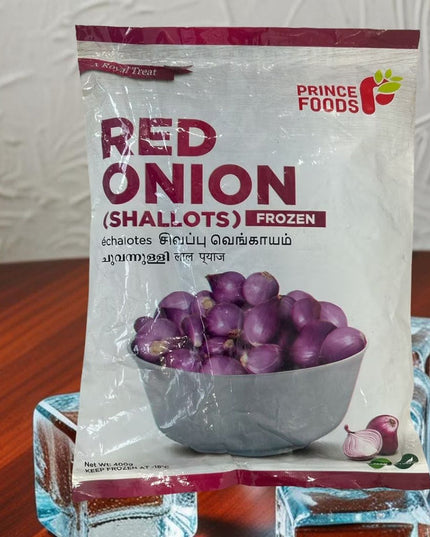 A Royal Treat
PRINCE
FOODS
RED
ONION
(SHALLOTS) FROZEN
échalotes சிவப்பு வெங்காயம்
ചുവന്നുള്ളി लाल प्याज
Net Wt: 400g
KEEP FROZEN AT -18°C